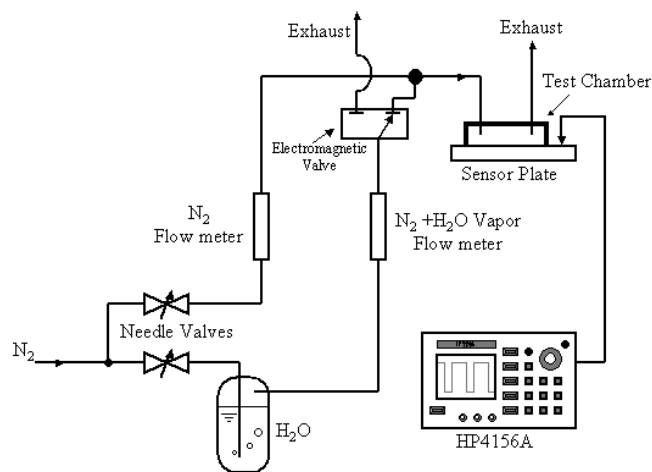 Exhaust
Exhaust
Test Chamber
Electromagnetic
Valve
Sensor Plate
N₂
Flow meter
N₂ +H₂O Vapor
Flow meter
Needle Valves
N₂
H₂O
HP4156A